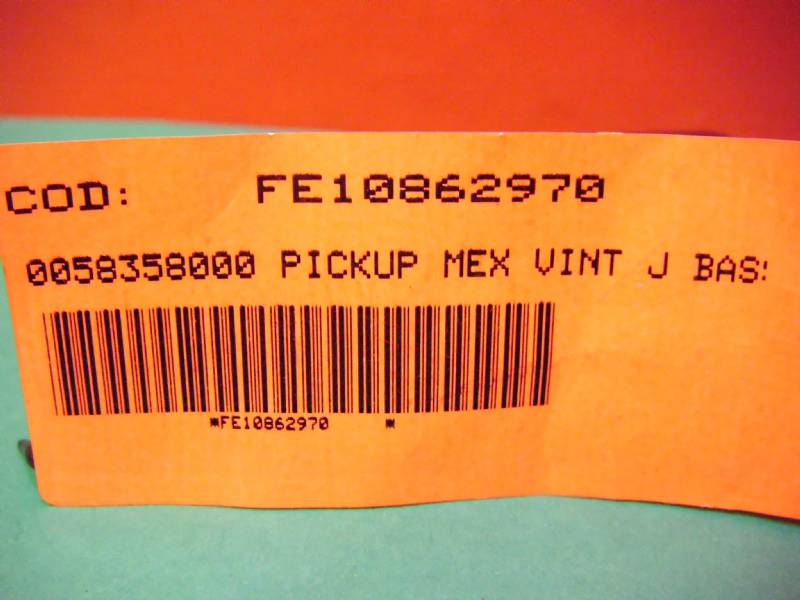 COD: FE10862970
0058358000 PICKUP MEX VINT J BAS
*FE10862970 *